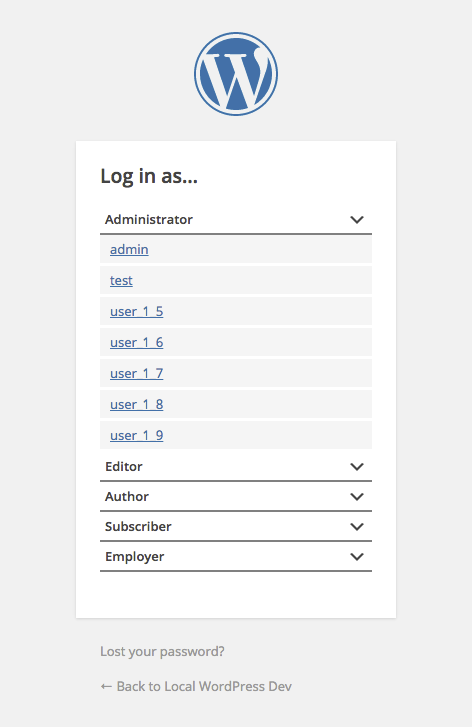 Log in as...
Administrator
admin
test
user_1_5
user_1_6
user_1_7
user_1_8
user_1_9
Editor
Author
Subscriber
Employer
Lost your password?
← Back to Local WordPress Dev